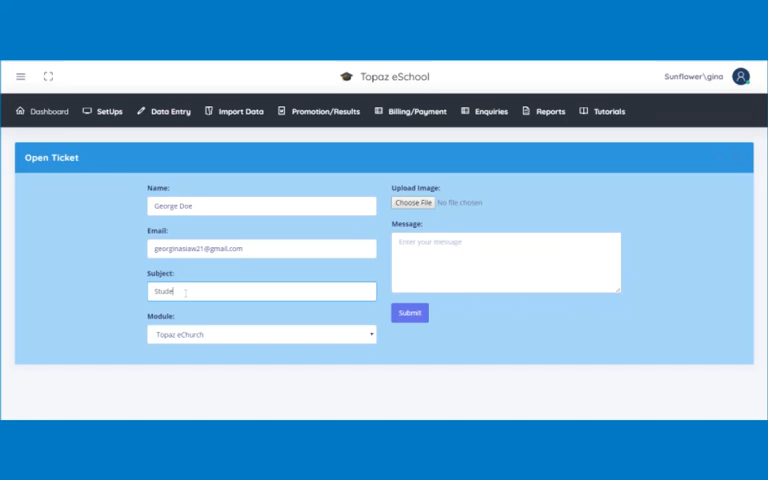 Topaz eSchool
Sunflower\gina
Dashboard SetUps Data Entry Import Data Promotion/Results Billing/Payment Enquiries Reports Tutorials
Open Ticket
Name:
George Doe
Email:
georginasiaw21@gmail.com
Subject:
Stude
Module:
Topaz eChurch
Upload Image:
Choose File No file chosen
Message:
Enter your message
Submit